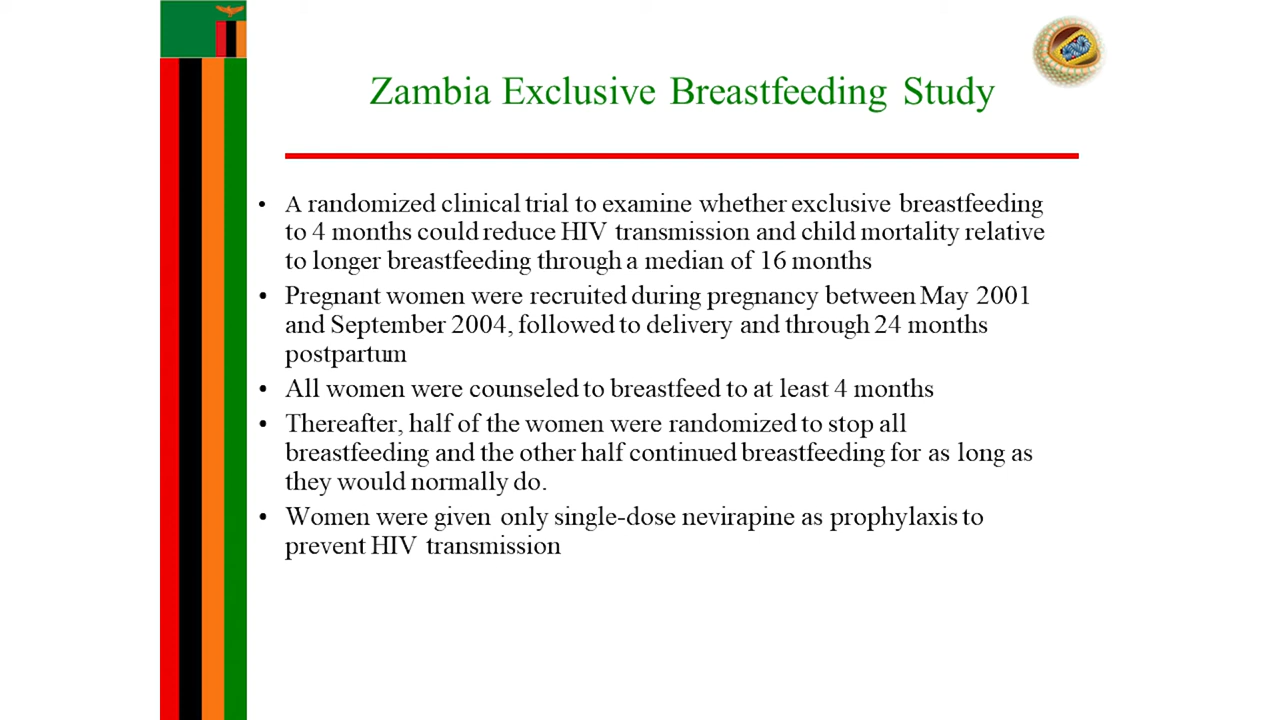 Zambia Exclusive Breastfeeding Study
• A randomized clinical trial to examine whether exclusive breastfeeding
to 4 months could reduce HIV transmission and child mortality relative
to longer breastfeeding through a median of 16 months
• Pregnant women were recruited during pregnancy between May 2001
and September 2004, followed to delivery and through 24 months
postpartum
• All women were counseled to breastfeed to at least 4 months
• Thereafter, half of the women were randomized to stop all
breastfeeding and the other half continued breastfeeding for as long as
they would normally do.
• Women were given only single-dose nevirapine as prophylaxis to
prevent HIV transmission